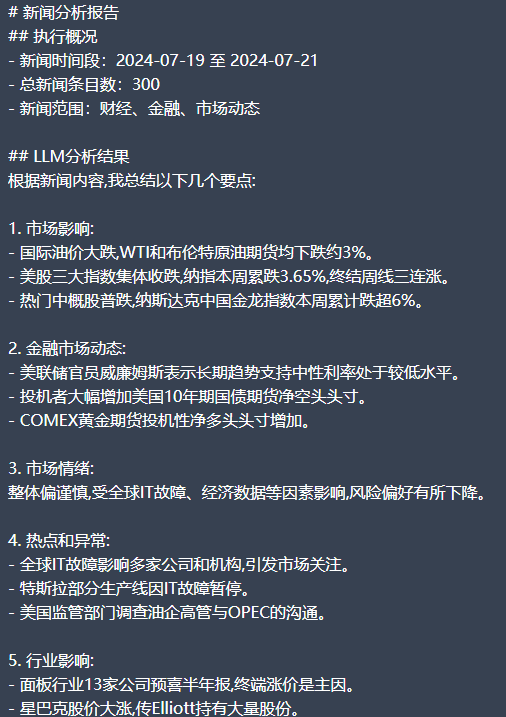 # 新闻分析报告
## 执行概况
- 新闻时间段：2024-07-19 至 2024-07-21
- 总新闻条目数：300
- 新闻范围：财经、金融、市场动态
## LLM分析结果
根据新闻内容,我总结以下几个要点:
1. 市场影响:
- 国际油价大跌,WTI和布伦特原油期货均下跌约3%。
- 美股三大指数集体收跌,纳指本周累跌3.65%,终结周线三连涨。
- 热门中概股普跌,纳斯达克中国金龙指数本周累计跌超6%。
2. 金融市场动态:
- 美联储官员威廉姆斯表示长期趋势支持中性利率处于较低水平。
- 投机者大幅增加美国10年期国债期货净空头头寸。
- COMEX黄金期货投机性净多头头寸增加。
3. 市场情绪:
整体偏谨慎,受全球IT故障、经济数据等因素影响,风险偏好有所下降。
4. 热点和异常:
- 全球IT故障影响多家公司和机构,引发市场关注。
- 特斯拉部分生产线因IT故障暂停。
- 美国监管部门调查油企高管与OPEC的沟通。
5. 行业影响:
- 面板行业13家公司预喜半年报,终端涨价是主因。
- 星巴克股价大涨,传Elliott持有大量股份。